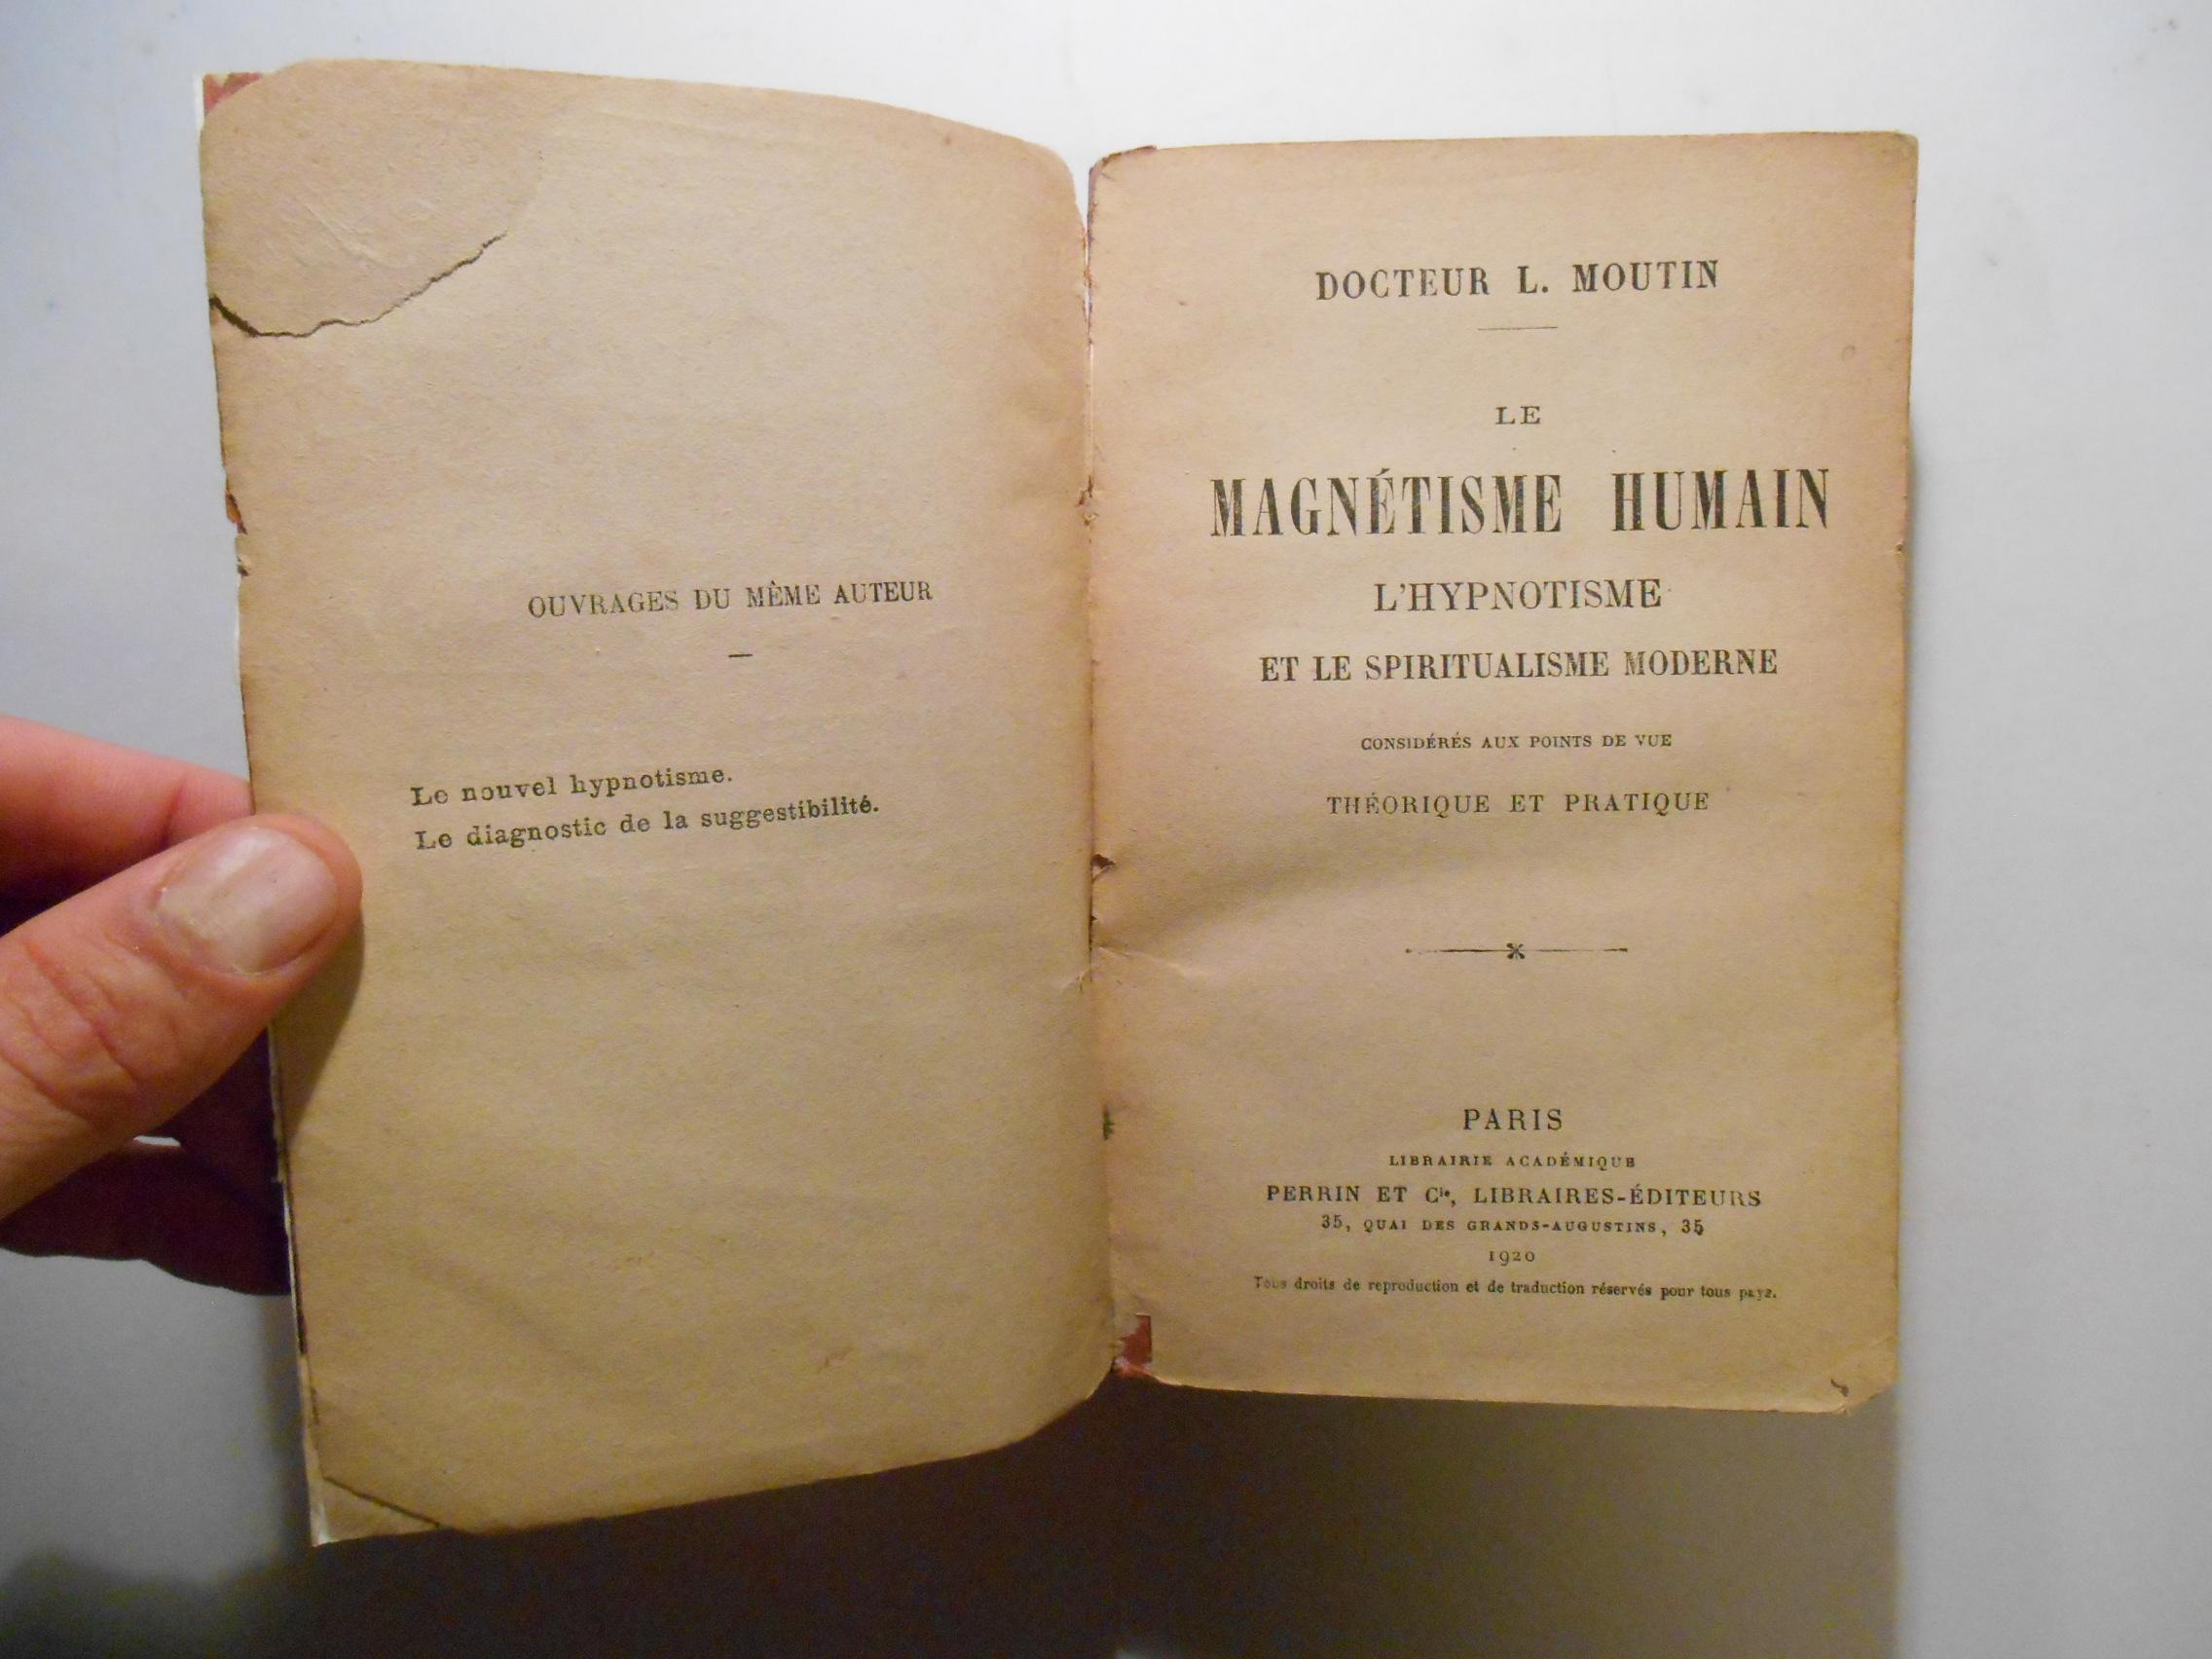 OUVRAGES DU MÊME AUTEUR
Le nouvel hypnotisme.
Le diagnostic de la suggestibilité.
DOCTEUR L. MOUTIN
LE
MAGNÉTISME HUMAIN
L'HYPNOTISME
ET LE SPIRITUALISME MODERNE
CONSIDÉRÉS AUX POINTS DE VUE
THÉORIQUE ET PRATIQUE
PARIS
LIBRAIRIE ACADÉMIQUE
PERRIN ET Cie, LIBRAIRES-ÉDITEURS
35, QUAI DES GRANDS-AUGUSTINS, 35
1920
Tous droits de reproduction et de traduction réservés pour tous pays.